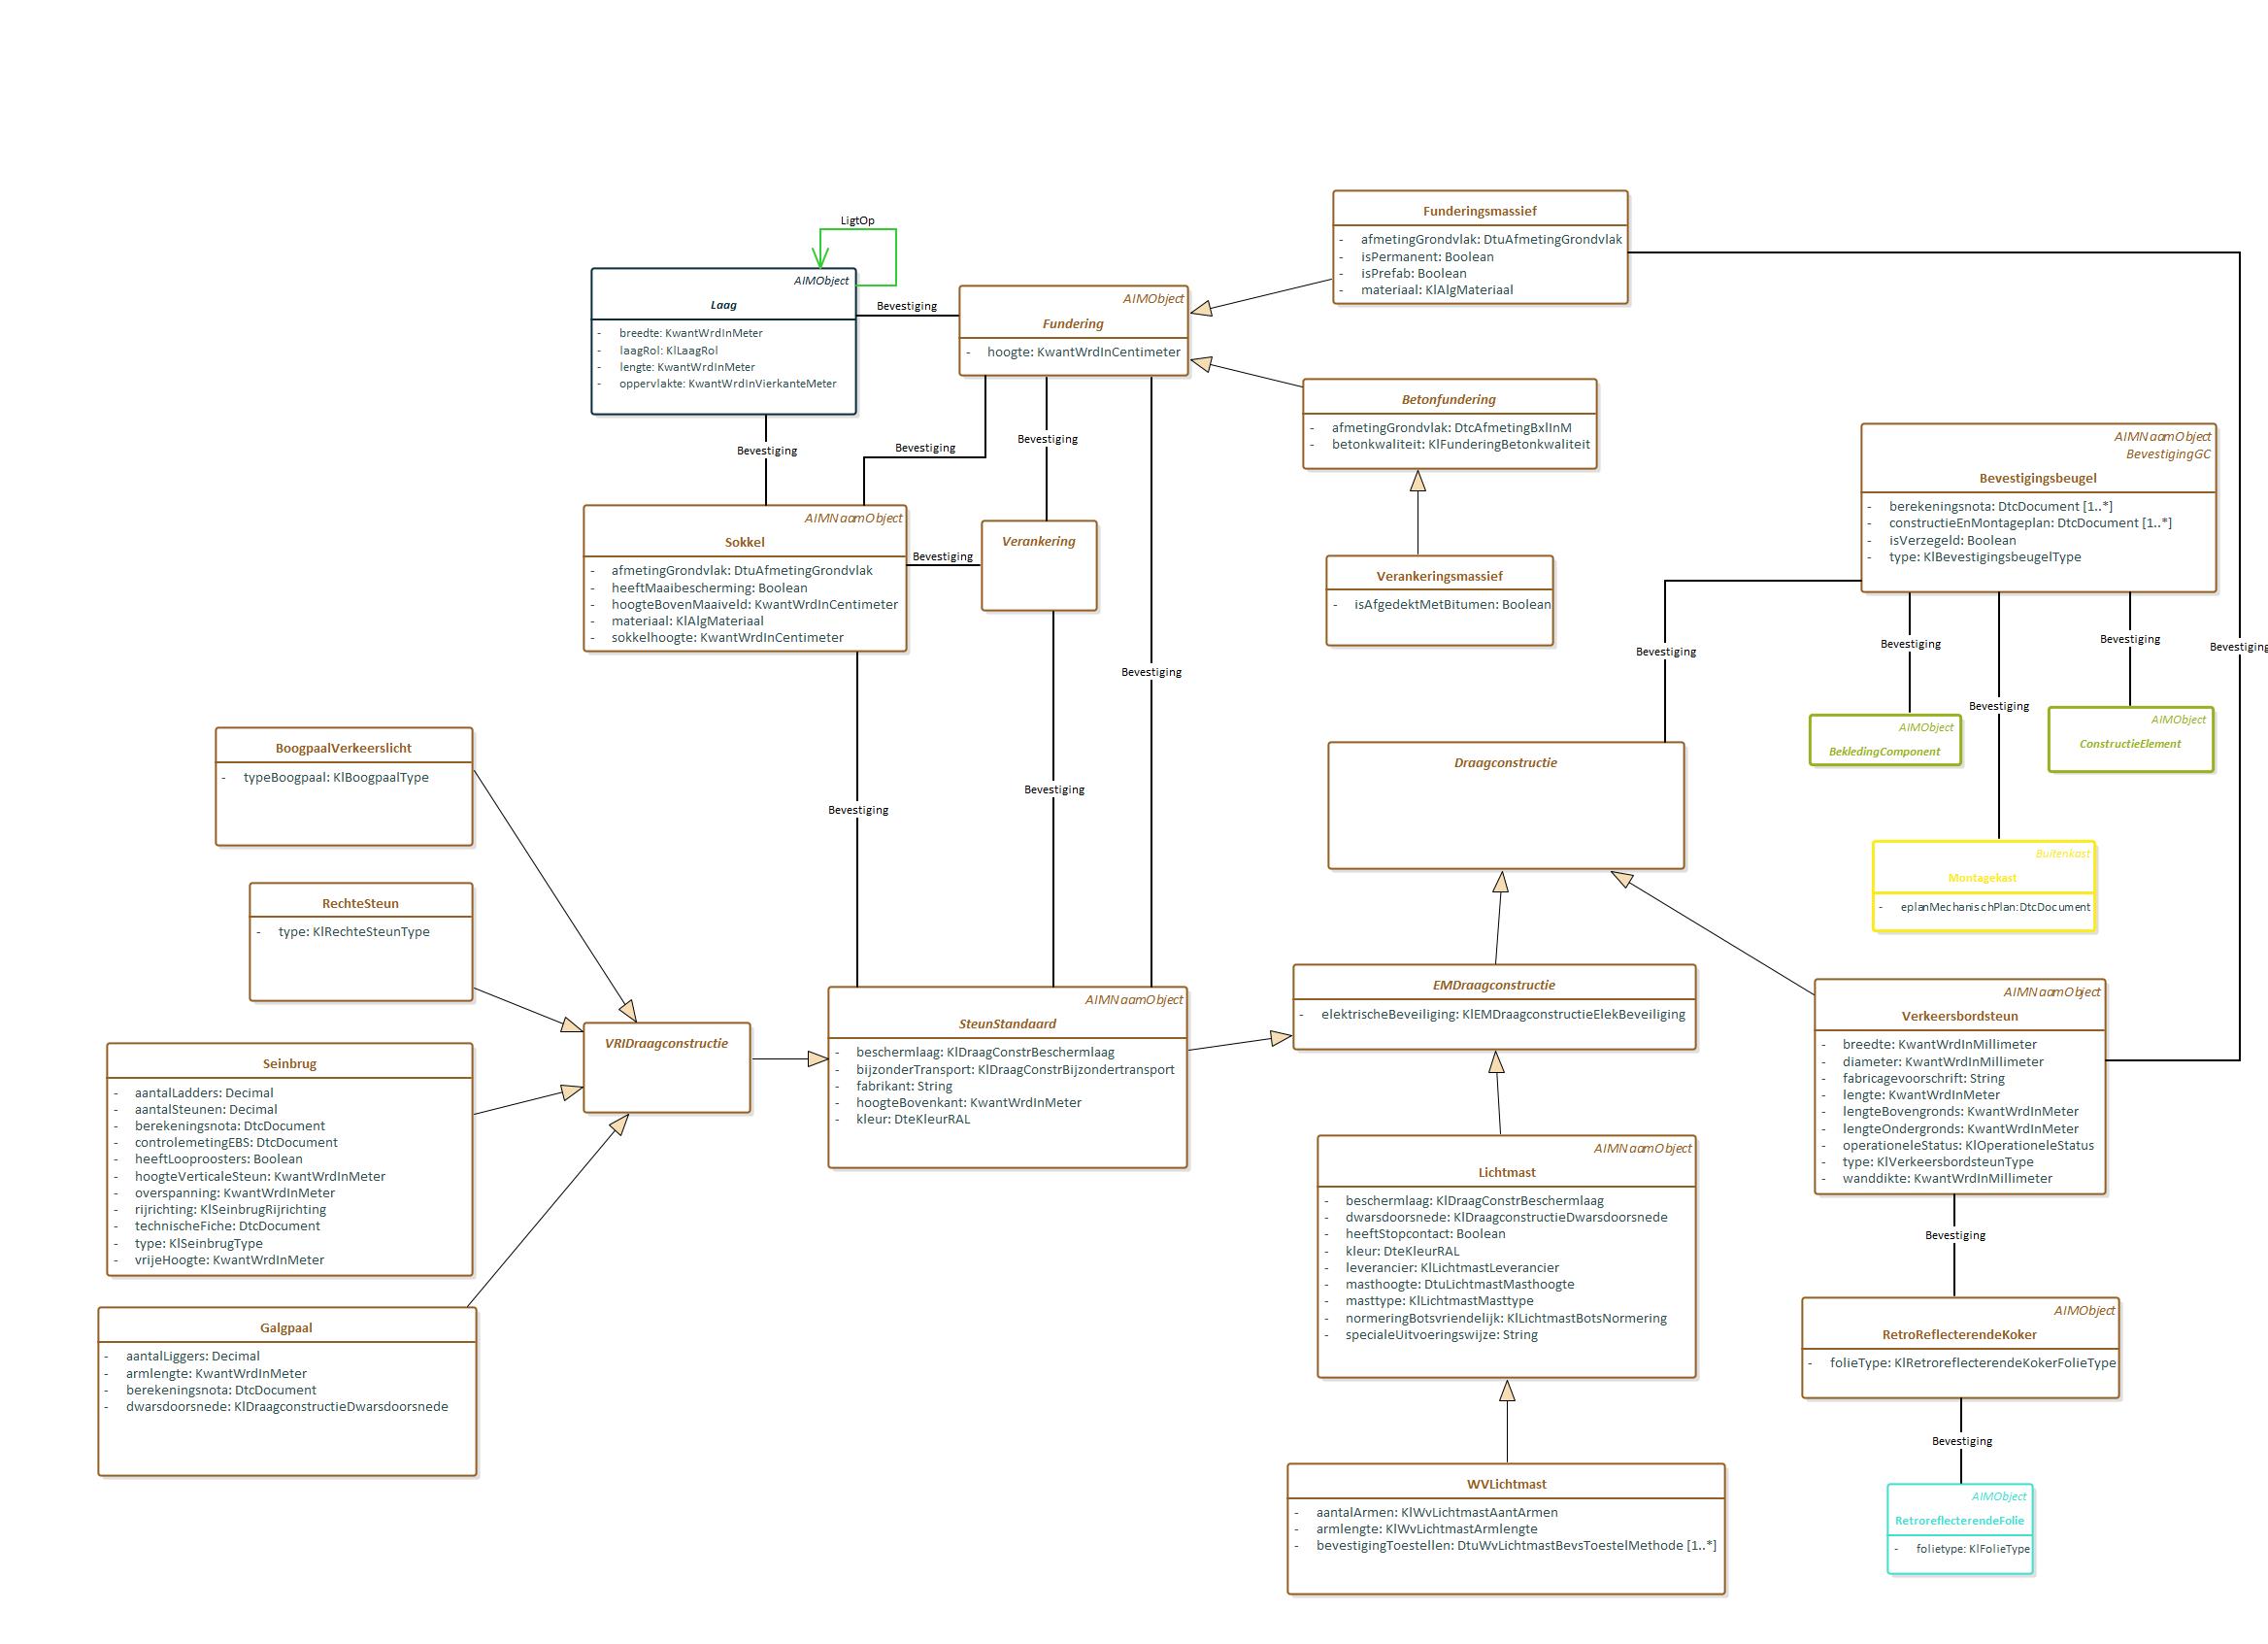 Funderingsmassief
- afmetingGrondvlak: DtuAfmetingGrondvlak
- isPermanent: Boolean
- isPrefab: Boolean
- materiaal: KlAlgMateriaal
LigtOp
AIMObject
Laag
- breedte: KwantWrdInMeter
- laagRol: KlLaagRol
- lengte: KwantWrdInMeter
- oppervlakte: KwantWrdInVierkanteMeter
Bevestiging
AIMObject
Fundering
- hoogte: KwantWrdInCentimeter
Betonfundering
- afmetingGrondvlak: DtcAfmetingBxlInM
- betonkwaliteit: KlFunderingBetonkwaliteit
Bevestiging
Bevestiging
Bevestiging
AIMNaamObject
BevestigingGC
Bevestigingsbeugel
- berekeningsnota: DtcDocument [1..*]
- constructieEnMontageplan: DtcDocument [1..*]
- isVerzegeld: Boolean
- type: KlBevestigingsbeugelType
AIMNaamObject
Sokkel
- afmetingGrondvlak: DtuAfmetingGrondvlak
- heeftMaaibescherming: Boolean
- hoogteBovenMaaiveld: KwantWrdInCentimeter
- materiaal: KlAlgMateriaal
- sokkelhoogte: KwantWrdInCentimeter
Bevestiging
Verankering
Verankeringsmassief
- isAfgedektMetBitumen: Boolean
Bevestiging
Bevestiging
Bevestiging
Bevestiging
Bevestiging
Bevestiging
AIMObject
BekledingComponent
AIMObject
ConstructieElement
BoogpaalVerkeerslicht
- typeBoogpaal: KlBoogpaalType
Draagconstructie
Bevestiging
Bevestiging
Buitenkast
Montagekast
- eplanMechanischPlan:DtcDocument
RechteSteun
- type: KlRechteSteunType
VRIDraagconstructie
AIMNaamObject
SteunStandaard
- beschermlaag: KlDraagConstrBeschermlaag
- bijzonderTransport: KlDraagConstrBijzondertransport
- fabrikant: String
- hoogteBovenkant: KwantWrdInMeter
- kleur: DteKleurRAL
EMDraagconstructie
- elektrischeBeveiliging: KlEMDraagconstructieElekBeveiliging
AIMNaamObject
Verkeersbordsteun
- breedte: KwantWrdInMillimeter
- diameter: KwantWrdInMillimeter
- fabricagevoorschrift: String
- lengte: KwantWrdInMeter
- lengteBovengronds: KwantWrdInMeter
- lengteOndergronds: KwantWrdInMeter
- operationeleStatus: KlOperationeleStatus
- type: KlVerkeersbordsteunType
- wanddikte: KwantWrdInMillimeter
Seinbrug
- aantalLadders: Decimal
- aantalSteunen: Decimal
- berekeningsnota: DtcDocument
- controlemetingEBS: DtcDocument
- heeftLooproosters: Boolean
- hoogteVerticaleSteun: KwantWrdInMeter
- overspanning: KwantWrdInMeter
- rijrichting: KlSeinbrugRijrichting
- technischeFiche: DtcDocument
- type: KlSeinbrugType
- vrijeHoogte: KwantWrdInMeter
AIMNaamObject
Lichtmast
- beschermlaag: KlDraagConstrBeschermlaag
- dwarsdoorsnede: KlDraagconstructieDwarsdoorsnede
- heeftStopcontact: Boolean
- kleur: DteKleurRAL
- leverancier: KlLichtmastLeverancier
- masthoogte: DtuLichtmastMasthoogte
- masttype: KlLichtmastMasttype
- normeringBotsvriendelijk: KlLichtmastBotsNormering
- specialeUitvoeringswijze: String
Bevestiging
Galgpaal
- aantalLiggers: Decimal
- armlengte: KwantWrdInMeter
- berekeningsnota: DtcDocument
- dwarsdoorsnede: KlDraagconstructieDwarsdoorsnede
AIMObject
RetroReflecterendeKoker
- folieType: KlRetroreflecterendeKokerFolieType
Bevestiging
WVLichtmast
- aantalArmen: KlWvLichtmastAantArmen
- armlengte: KlWvLichtmastArmlengte
- bevestigingToestellen: DtuWvLichtmastBevsToestelMethode [1..*]
AIMObject
RetroreflecterendeFolie
- folietype: KlFolieType